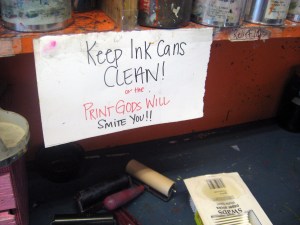 Keep Ink Cans
CLEAN!
or the
PRINT GODS WILL
SMITE YOU!!